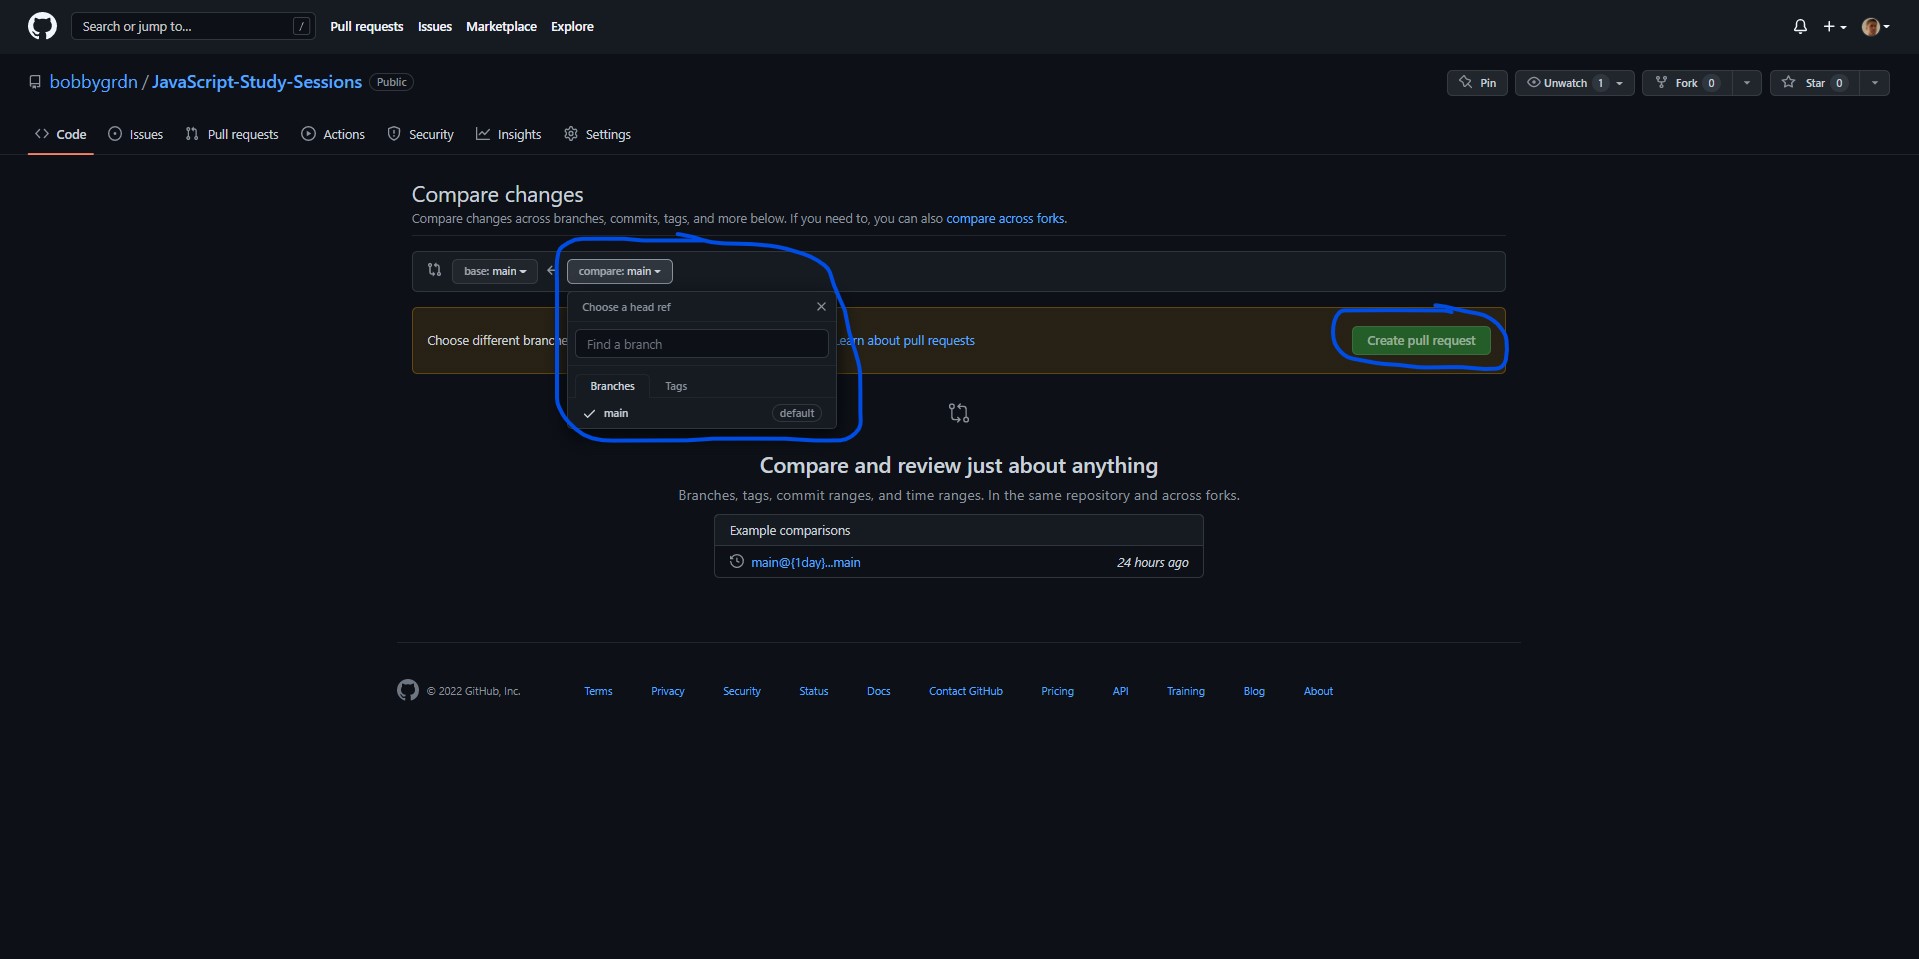 Search or jump to... / Pull requests Issues Marketplace Explore
bobbygrdn / JavaScript-Study-Sessions Public Pin Unwatch 1 Fork 0 Star 0
Code Issues Pull requests Actions Security Insights Settings
Compare changes
Compare changes across branches, commits, tags, and more below. If you need to, you can also compare across forks.
base: main compare: main
Choose a head ref
Choose different branche Find a branch earn about pull requests Create pull request
Branches Tags
main default
Compare and review just about anything
Branches, tags, commit ranges, and time ranges. In the same repository and across forks.
Example comparisons
main@{1day}...main 24 hours ago
© 2022 GitHub, Inc. Terms Privacy Security Status Docs Contact GitHub Pricing API Training Blog About